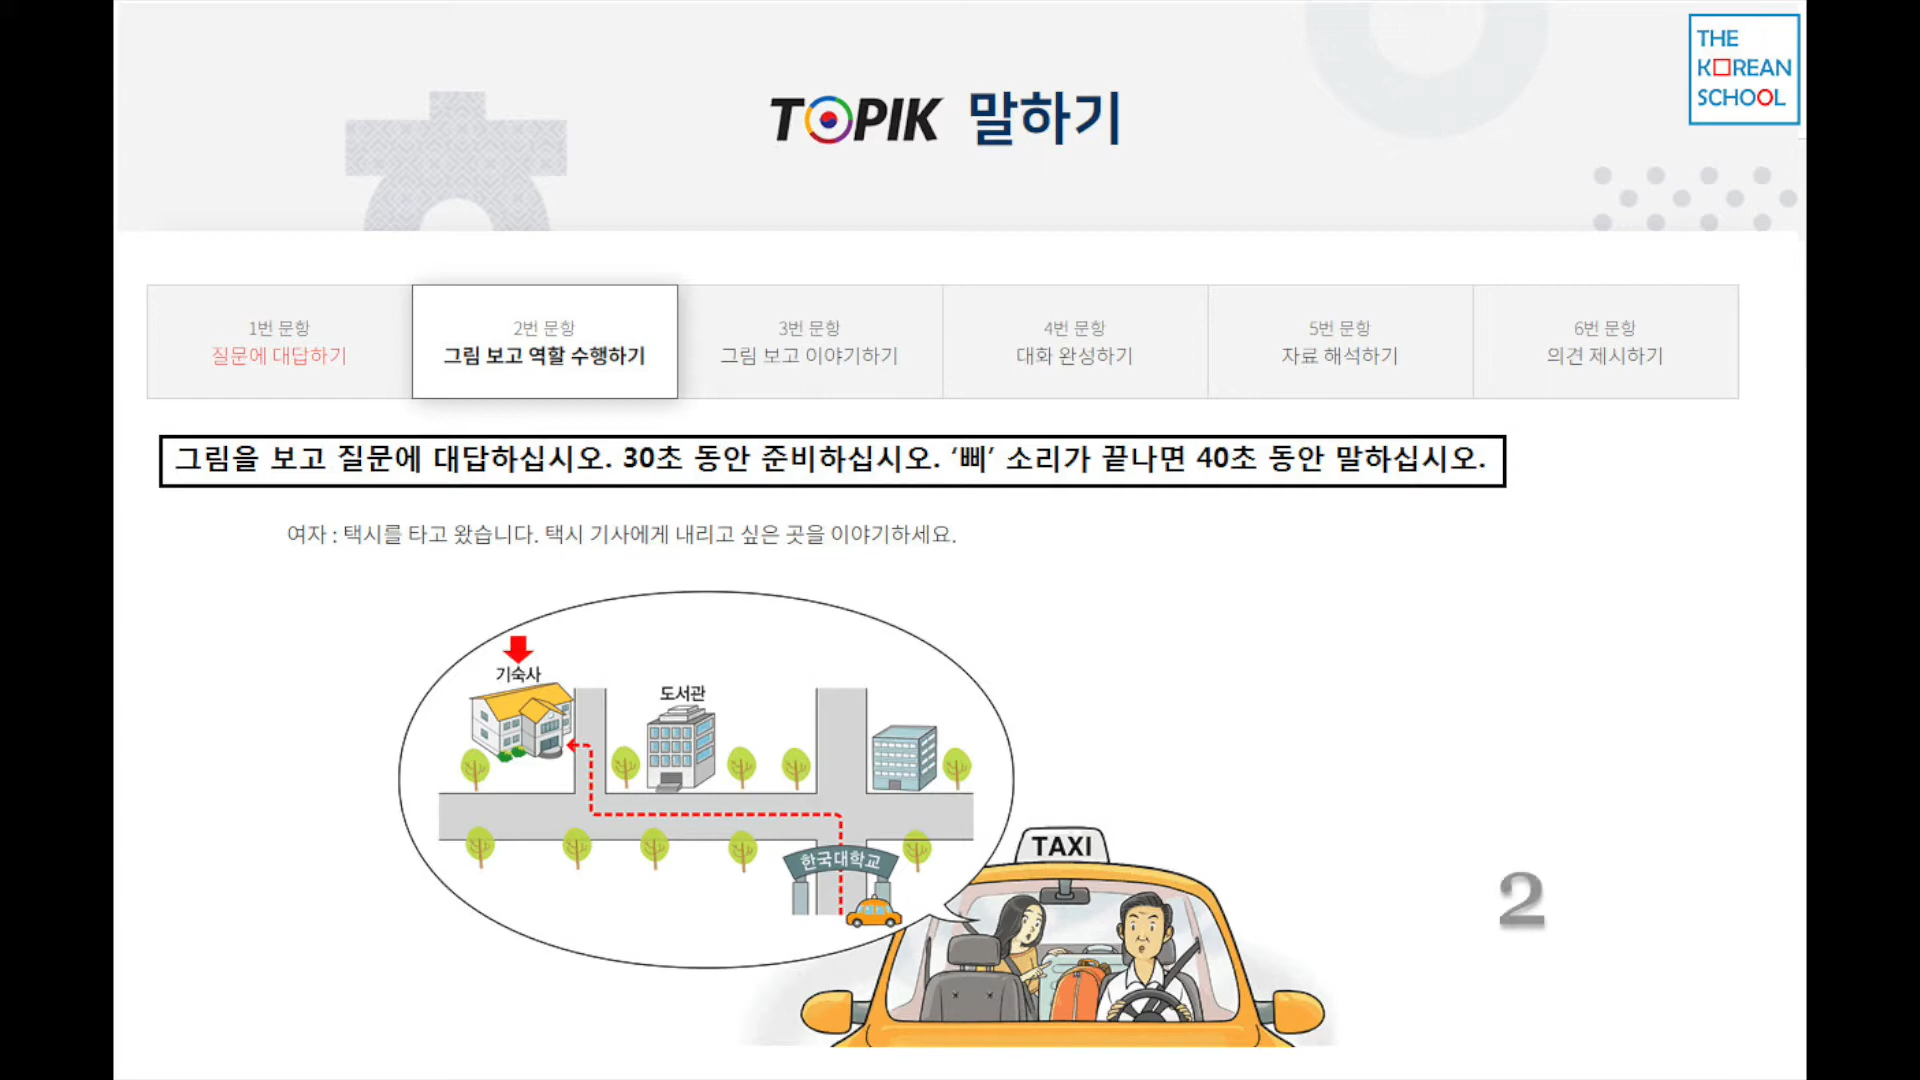 THE
KOREAN
SCHOOL
TOPIK 말하기
1번 문항
질문에 대답하기
2번 문항
그림 보고 역할 수행하기
3번 문항
그림 보고 이야기하기
4번 문항
대화 완성하기
5번 문항
자료 해석하기
6번 문항
의견 제시하기
그림을 보고 질문에 대답하십시오. 30초 동안 준비하십시오. ‘삐’ 소리가 끝나면 40초 동안 말하십시오.
여자 : 택시를 타고 왔습니다. 택시 기사에게 내리고 싶은 곳을 이야기하세요.
기숙사
도서관
한국대학교
TAXI
2